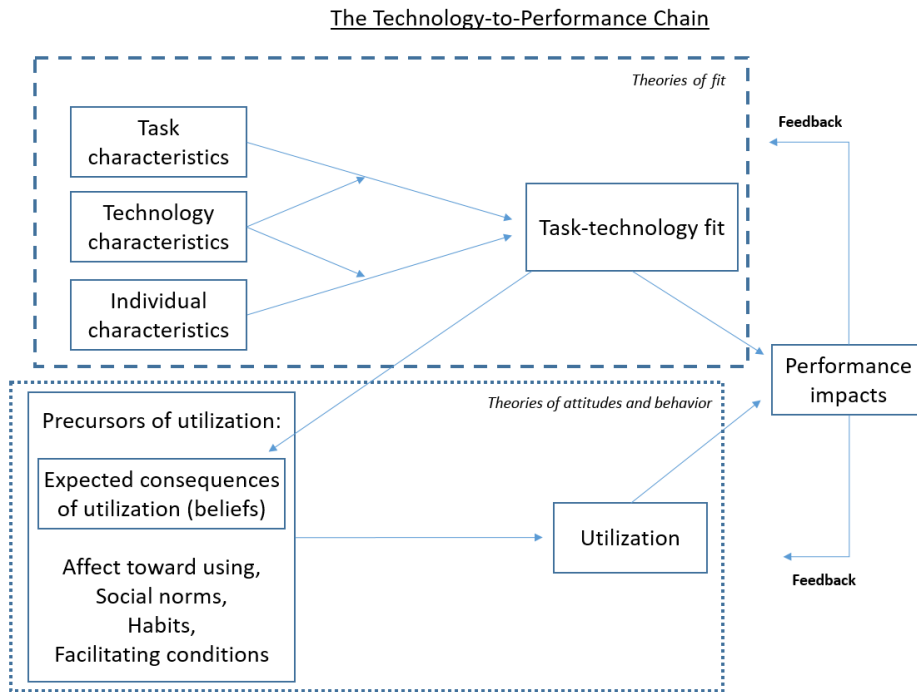 The Technology-to-Performance Chain
Theories of fit
Task
characteristics
Technology
characteristics
Individual
characteristics
Task-technology fit
Feedback
Performance
impacts
Theories of attitudes and behavior
Precursors of utilization:
Expected consequences
of utilization (beliefs)
Affect toward using,
Social norms,
Habits,
Facilitating conditions
Utilization
Feedback